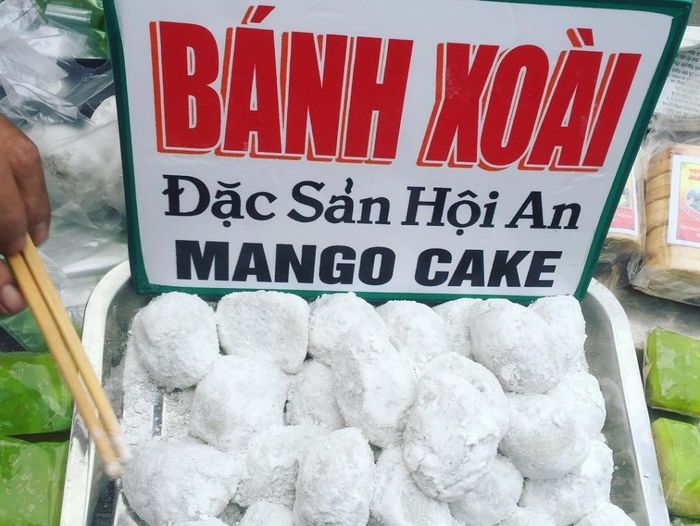 BÁNH XOÀI
Đặc Sản Hội An
MANGO CAKE